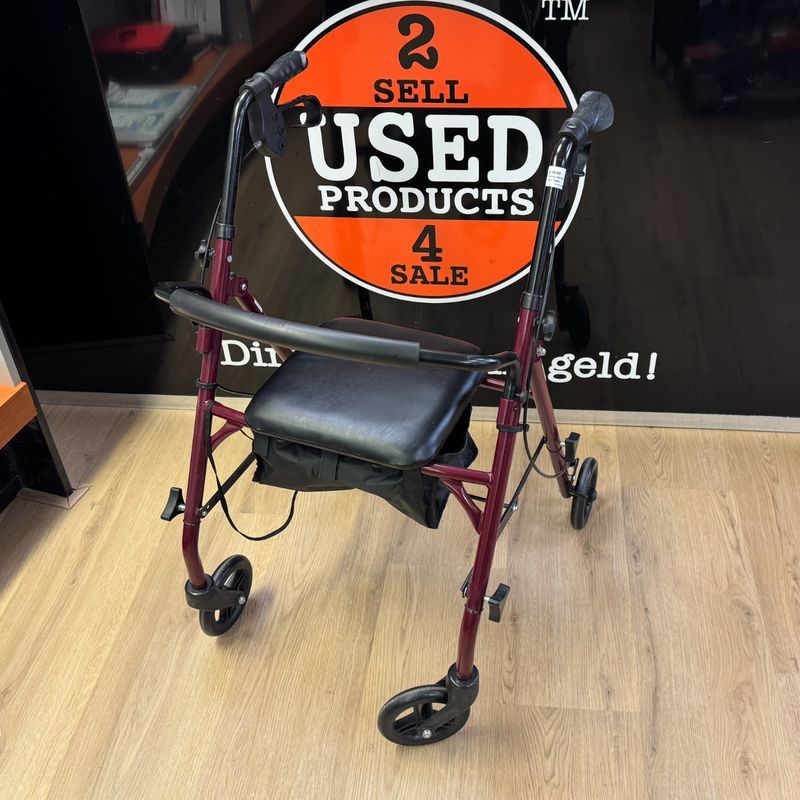 TM
2
SELL
USED
PRODUCTS
4
SALE
geld!